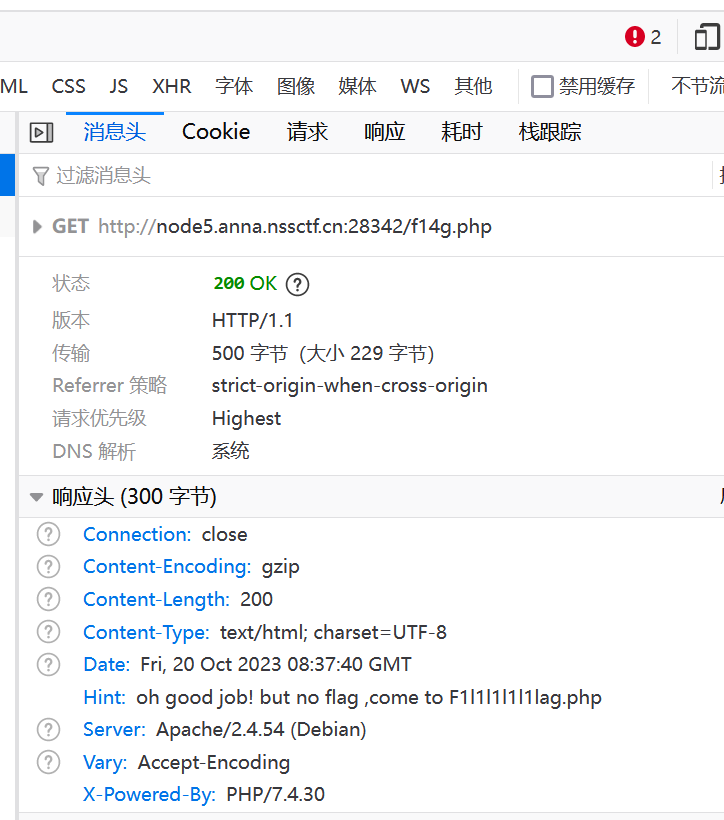 2
ML CSS JS XHR 字体 图像 媒体 WS 其他 禁用缓存 不节流
消息头 Cookie 请求 响应 耗时 栈跟踪
过滤消息头
GET http://node5.anna.nssctf.cn:28342/f14g.php
状态 200 OK
版本 HTTP/1.1
传输 500 字节（大小 229 字节）
Referrer 策略 strict-origin-when-cross-origin
请求优先级 Highest
DNS 解析 系统
响应头 (300 字节)
Connection: close
Content-Encoding: gzip
Content-Length: 200
Content-Type: text/html; charset=UTF-8
Date: Fri, 20 Oct 2023 08:37:40 GMT
Hint: oh good job! but no flag ,come to F1l1l1l1l1lag.php
Server: Apache/2.4.54 (Debian)
Vary: Accept-Encoding
X-Powered-By: PHP/7.4.30